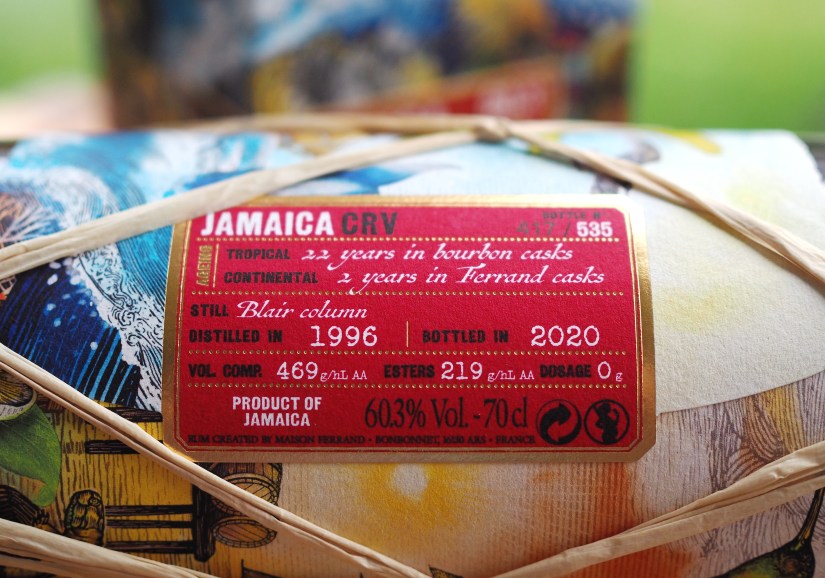 JAMAICA CRV
BOTTLE N°
417 / 535
AGEING
TROPICAL 22 years in bourbon casks
CONTINENTAL 2 years in Ferrand casks
STILL Blair column
DISTILLED IN 1996 | BOTTLED IN 2020
VOL. COMP. 469 g/hL AA ESTERS 219 g/hL AA DOSAGE 0 g
PRODUCT OF
JAMAICA
60.3% Vol. - 70 cl
RUM CREATED BY MAISON FERRAND • BONBONNET, 16130 ARS • FRANCE